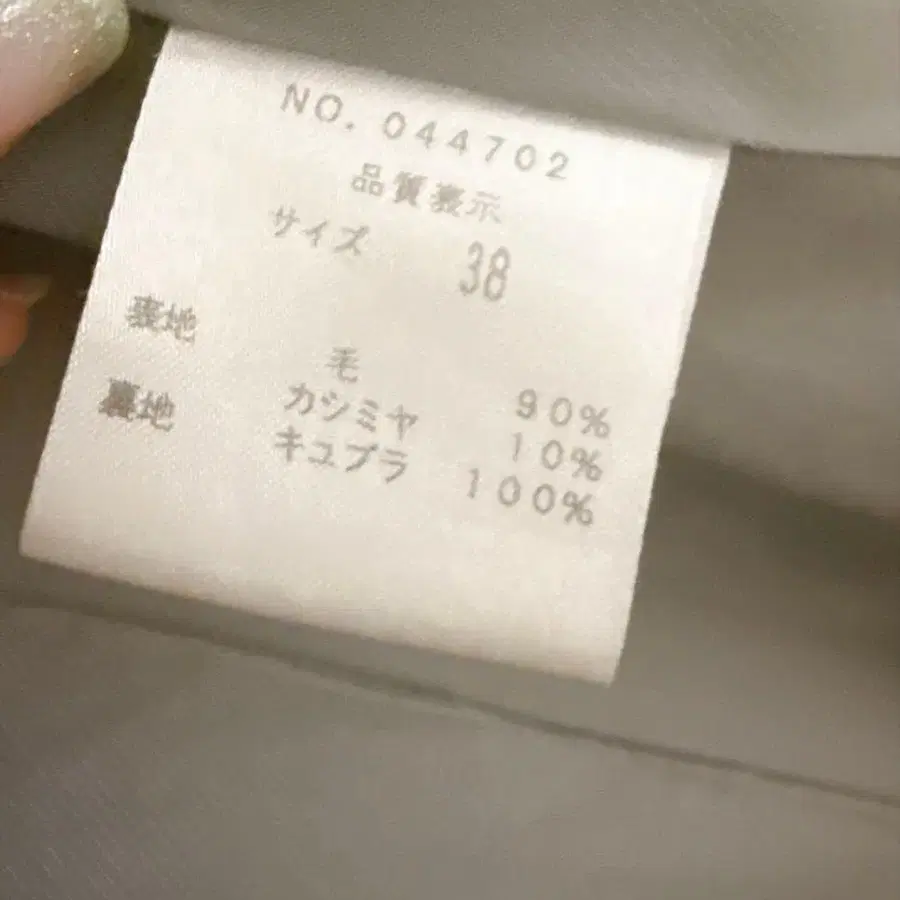 NO. 044702
品質表示
サイズ 38
表地 毛 90%
カシミヤ 10%
裏地 キュプラ 100%